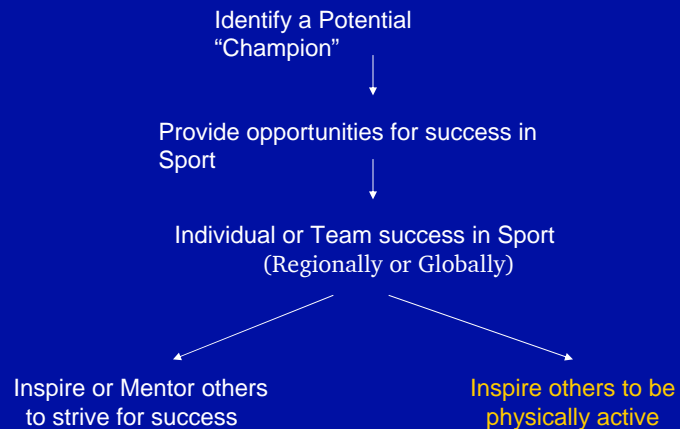 Identify a Potential
“Champion”
Provide opportunities for success in
Sport
Individual or Team success in Sport
(Regionally or Globally)
Inspire or Mentor others
to strive for success
Inspire others to be
physically active